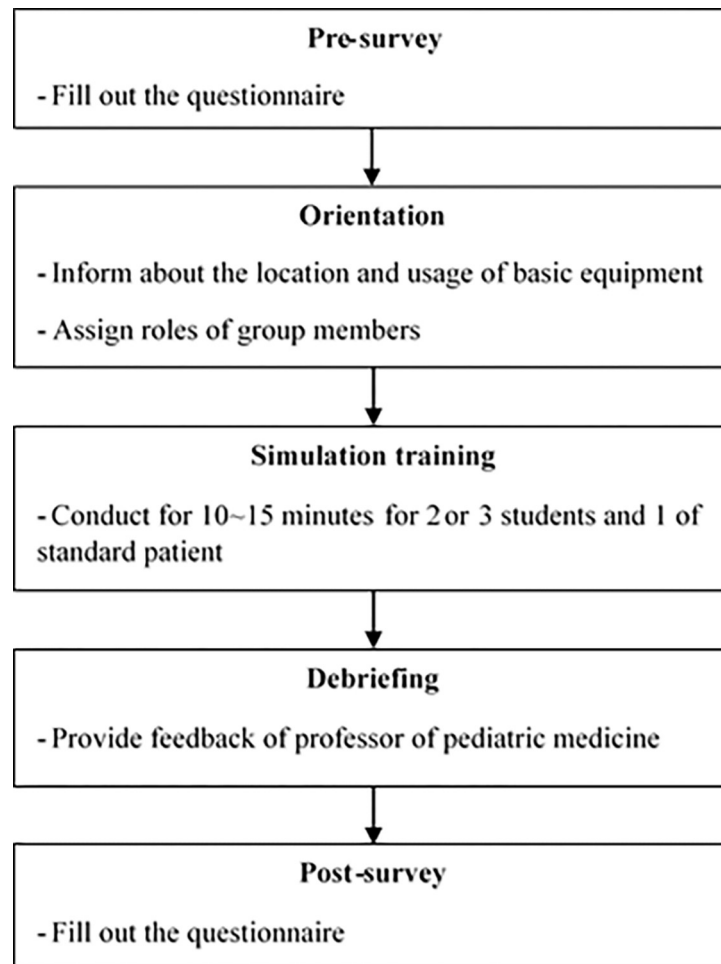 Pre-survey
- Fill out the questionnaire
Orientation
- Inform about the location and usage of basic equipment
- Assign roles of group members
Simulation training
- Conduct for 10~15 minutes for 2 or 3 students and 1 of
standard patient
Debriefing
- Provide feedback of professor of pediatric medicine
Post-survey
- Fill out the questionnaire